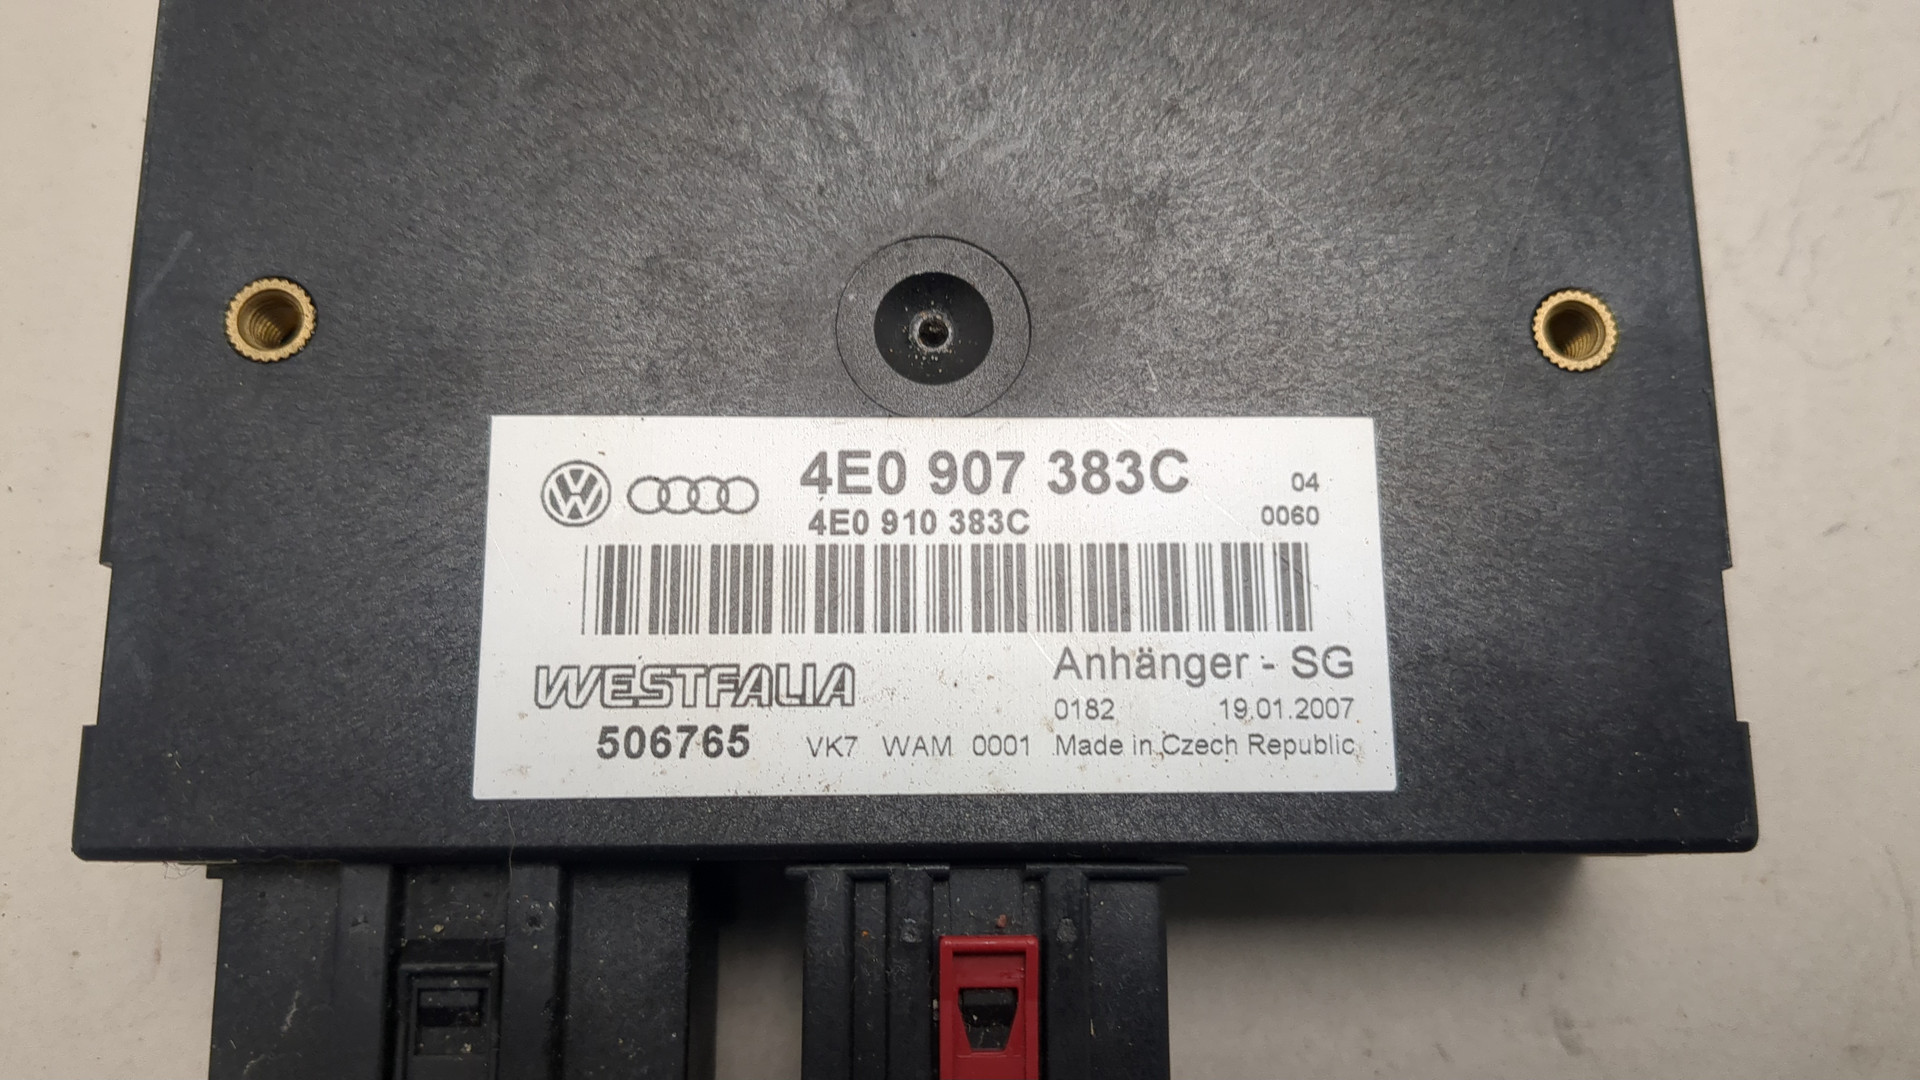 4E0 907 383C
04
4E0 910 383C
0060
WESTFALIA
Anhänger - SG
0182 19.01.2007
506765 VK7 WAM 0001 Made in Czech Republic